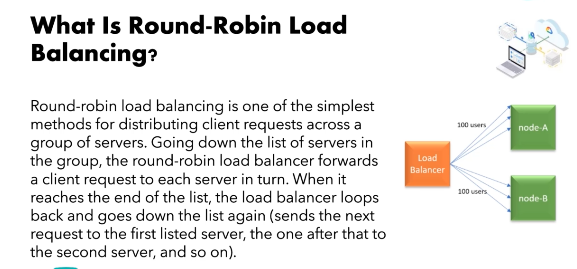 What Is Round-Robin Load
Balancing?
Round-robin load balancing is one of the simplest
methods for distributing client requests across a
group of servers. Going down the list of servers in
the group, the round-robin load balancer forwards
a client request to each server in turn. When it
reaches the end of the list, the load balancer loops
back and goes down the list again (sends the next
request to the first listed server, the one after that to
the second server, and so on).
100 users
node-A
Load
Balancer
100 users
node-B